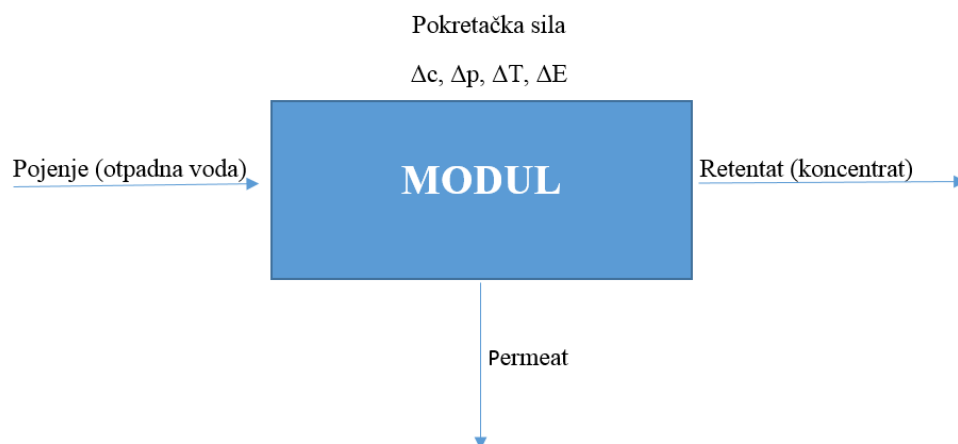 Pokretačka sila
Δc, Δp, ΔT, ΔE
Pojenje (otpadna voda)
MODUL
Retentat (koncentrat)
Permeat